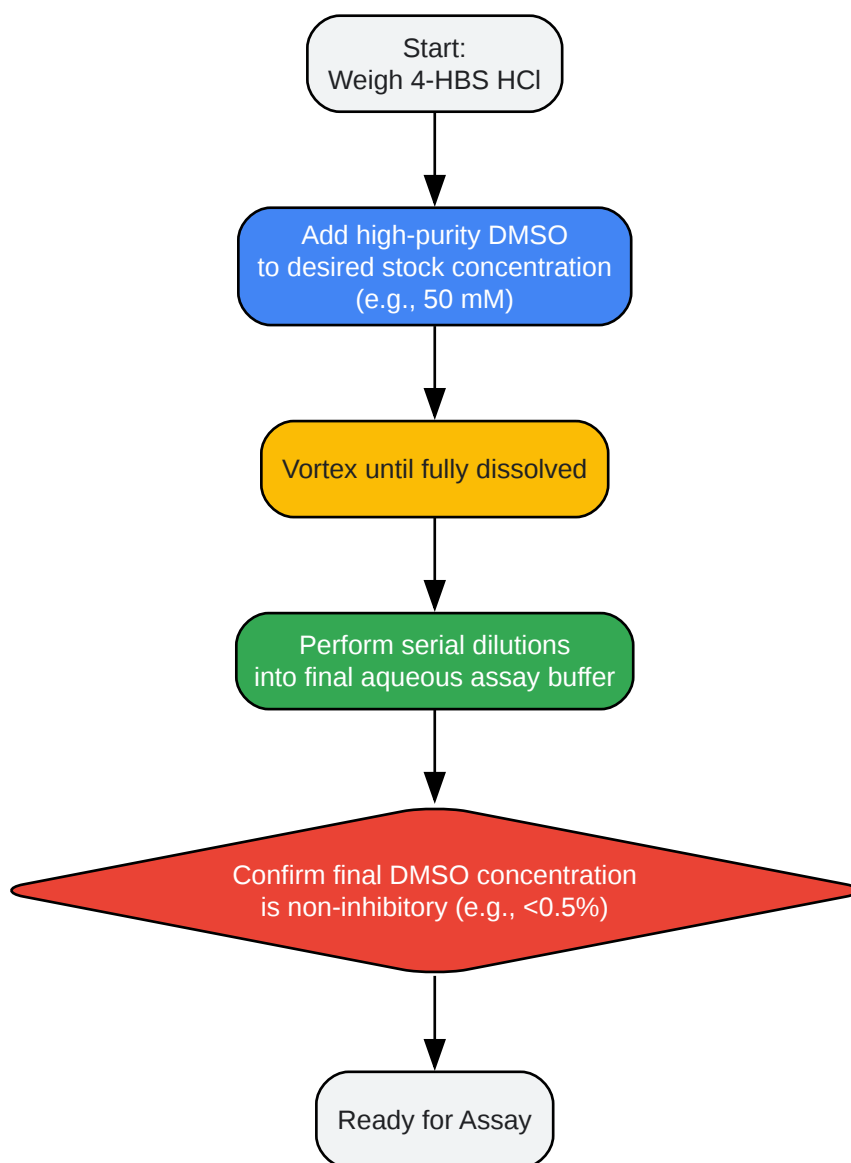 Start:
Weigh 4-HBS HCl
Add high-purity DMSO
to desired stock concentration
(e.g., 50 mM)
Vortex until fully dissolved
Perform serial dilutions
into final aqueous assay buffer
Confirm final DMSO concentration
is non-inhibitory (e.g., <0.5%)
Ready for Assay